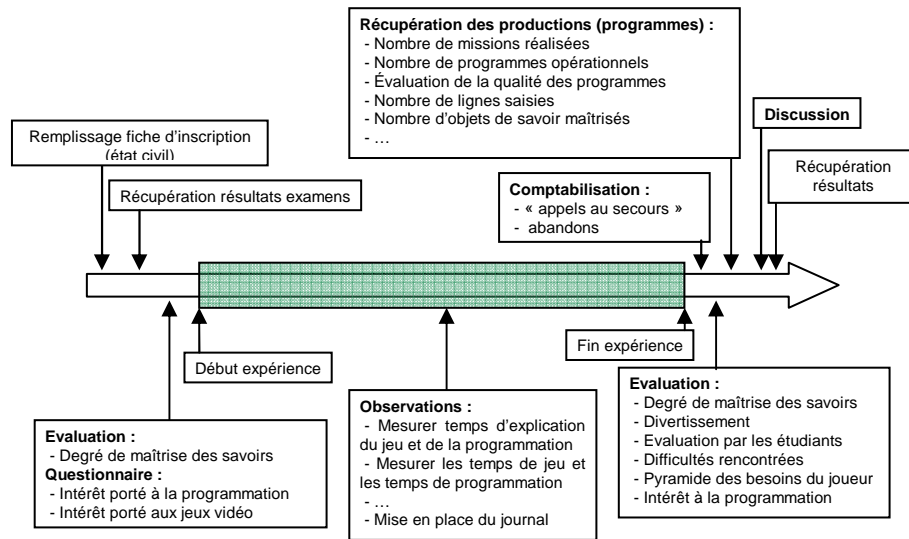 Récupération des productions (programmes) :
- Nombre de missions réalisées
- Nombre de programmes opérationnels
- Évaluation de la qualité des programmes
- Nombre de lignes saisies
- Nombre d'objets de savoir maîtrisés
- …
Remplissage fiche d'inscription
(état civil)
Récupération résultats examens
Comptabilisation :
- « appels au secours »
- abandons
Discussion
Récupération
résultats
Début expérience
Fin expérience
Evaluation :
- Degré de maîtrise des savoirs
Questionnaire :
- Intérêt porté à la programmation
- Intérêt porté aux jeux vidéo
Observations :
- Mesurer temps d'explication
du jeu et de la programmation
- Mesurer les temps de jeu et
les temps de programmation
- …
- Mise en place du journal
Evaluation :
- Degré de maîtrise des savoirs
- Divertissement
- Evaluation par les étudiants
- Difficultés rencontrées
- Pyramide des besoins du joueur
- Intérêt à la programmation